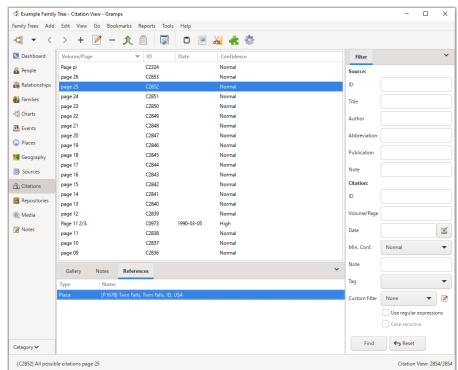 Example Family Tree - Citation View - Gramps
Family Trees Add Edit View Go Bookmarks Reports Tools Help
Dashboard
People
Relationships
Families
Charts
Events
Places
Geography
Sources
Citations
Repositories
Media
Notes
Category
Volume/Page ID Date Confidence
Page pi C2324 Normal
page 26 C2853 Normal
page 25 C2852 Normal
page 24 C2851 Normal
page 23 C2850 Normal
page 22 C2849 Normal
page 21 C2848 Normal
page 20 C2847 Normal
page 19 C2846 Normal
page 18 C2845 Normal
page 17 C2844 Normal
page 16 C2843 Normal
page 15 C2842 Normal
page 14 C2841 Normal
page 13 C2840 Normal
page 12 C2839 Normal
Page 11 2/3. C0973 1990-03-05 High
page 11 C2838 Normal
page 10 C2837 Normal
page 09 C2836 Normal
Gallery Notes References
Type Name
Place [P1678] Twin Falls, Twin Falls, ID, USA
Filter
Source:
ID
Title
Author
Abbreviation
Publication
Note
Citation:
ID
Volume/Page
Date
Min. Conf. Normal
Note
Tag
Custom filter None
Use regular expressions
Case sensitive
Find Reset
[C2852] All possible citations page 25
Citation View: 2854/2854